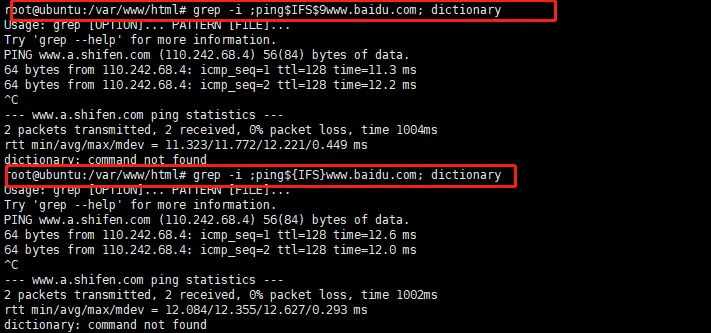 root@ubuntu:/var/www/html# grep -i ;ping$IFS$9www.baidu.com; dictionary
Usage: grep [OPTION]... PATTERN [FILE]...
Try 'grep --help' for more information.
PING www.a.shifen.com (110.242.68.4) 56(84) bytes of data.
64 bytes from 110.242.68.4: icmp_seq=1 ttl=128 time=11.3 ms
64 bytes from 110.242.68.4: icmp_seq=2 ttl=128 time=12.2 ms
^C
--- www.a.shifen.com ping statistics ---
2 packets transmitted, 2 received, 0% packet loss, time 1004ms
rtt min/avg/max/mdev = 11.323/11.772/12.221/0.449 ms
dictionary: command not found
root@ubuntu:/var/www/html# grep -i ;ping${IFS}www.baidu.com; dictionary
Usage: grep [OPTION]... PATTERN [FILE]...
Try 'grep --help' for more information.
PING www.a.shifen.com (110.242.68.4) 56(84) bytes of data.
64 bytes from 110.242.68.4: icmp_seq=1 ttl=128 time=12.6 ms
64 bytes from 110.242.68.4: icmp_seq=2 ttl=128 time=12.0 ms
^C
--- www.a.shifen.com ping statistics ---
2 packets transmitted, 2 received, 0% packet loss, time 1002ms
rtt min/avg/max/mdev = 12.084/12.355/12.627/0.293 ms
dictionary: command not found